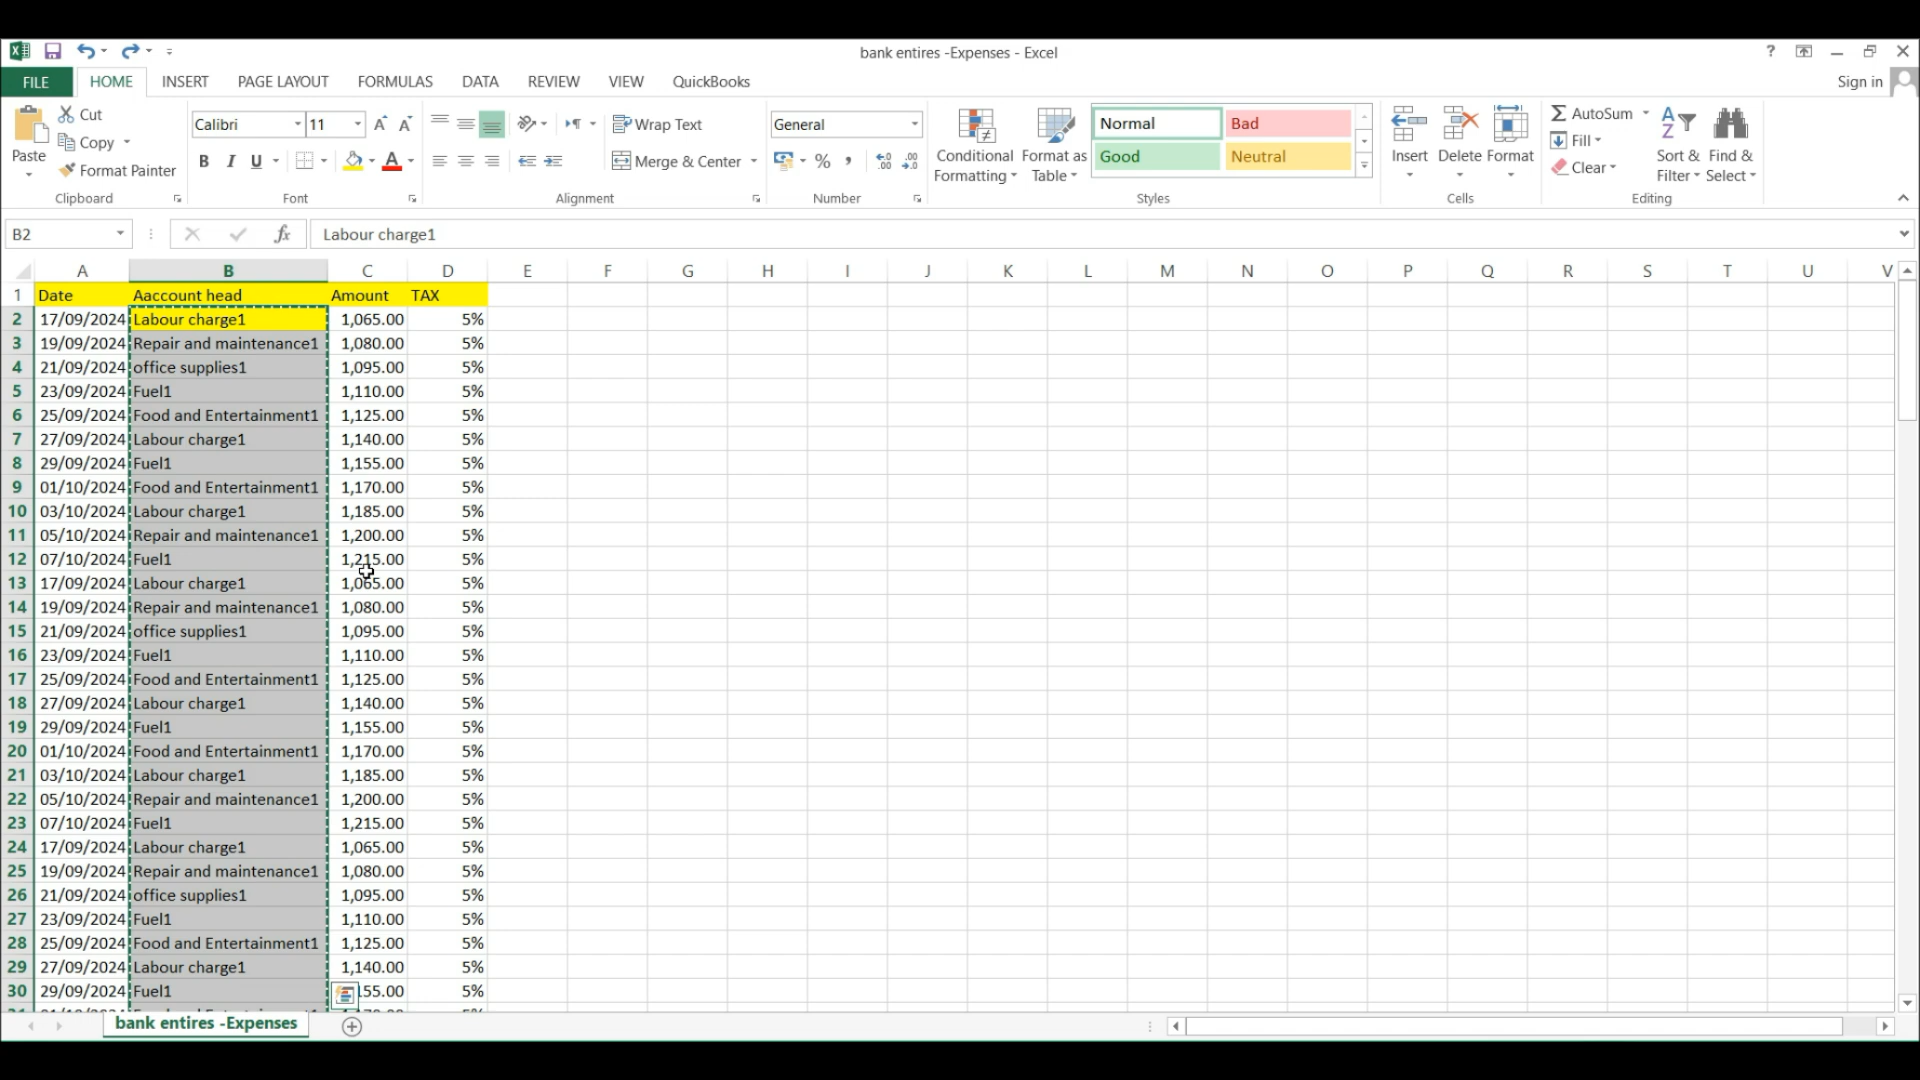 bank entires -Expenses - Excel
?
FILE HOME INSERT PAGE LAYOUT FORMULAS DATA REVIEW VIEW QuickBooks Sign in
Paste
Cut
Copy
Format Painter
Clipboard
Calibri 11
B I U
Font
Wrap Text
Merge & Center
Alignment
General
%
Number
Conditional Formatting
Format as Table
Normal Bad
Good Neutral
Styles
Insert Delete Format
Cells
AutoSum
Fill
Clear
Sort & Filter
Find & Select
Editing
B2 fx Labour charge1
A B C D E F G H I J K L M N O P Q R S T U V
1 Date Aaccount head Amount TAX
2 17/09/2024 Labour charge1 1,065.00 5%
3 19/09/2024 Repair and maintenance1 1,080.00 5%
4 21/09/2024 office supplies1 1,095.00 5%
5 23/09/2024 Fuel1 1,110.00 5%
6 25/09/2024 Food and Entertainment1 1,125.00 5%
7 27/09/2024 Labour charge1 1,140.00 5%
8 29/09/2024 Fuel1 1,155.00 5%
9 01/10/2024 Food and Entertainment1 1,170.00 5%
10 03/10/2024 Labour charge1 1,185.00 5%
11 05/10/2024 Repair and maintenance1 1,200.00 5%
12 07/10/2024 Fuel1 1,215.00 5%
13 17/09/2024 Labour charge1 1,065.00 5%
14 19/09/2024 Repair and maintenance1 1,080.00 5%
15 21/09/2024 office supplies1 1,095.00 5%
16 23/09/2024 Fuel1 1,110.00 5%
17 25/09/2024 Food and Entertainment1 1,125.00 5%
18 27/09/2024 Labour charge1 1,140.00 5%
19 29/09/2024 Fuel1 1,155.00 5%
20 01/10/2024 Food and Entertainment1 1,170.00 5%
21 03/10/2024 Labour charge1 1,185.00 5%
22 05/10/2024 Repair and maintenance1 1,200.00 5%
23 07/10/2024 Fuel1 1,215.00 5%
24 17/09/2024 Labour charge1 1,065.00 5%
25 19/09/2024 Repair and maintenance1 1,080.00 5%
26 21/09/2024 office supplies1 1,095.00 5%
27 23/09/2024 Fuel1 1,110.00 5%
28 25/09/2024 Food and Entertainment1 1,125.00 5%
29 27/09/2024 Labour charge1 1,140.00 5%
30 29/09/2024 Fuel1 155.00 5%
bank entires -Expenses